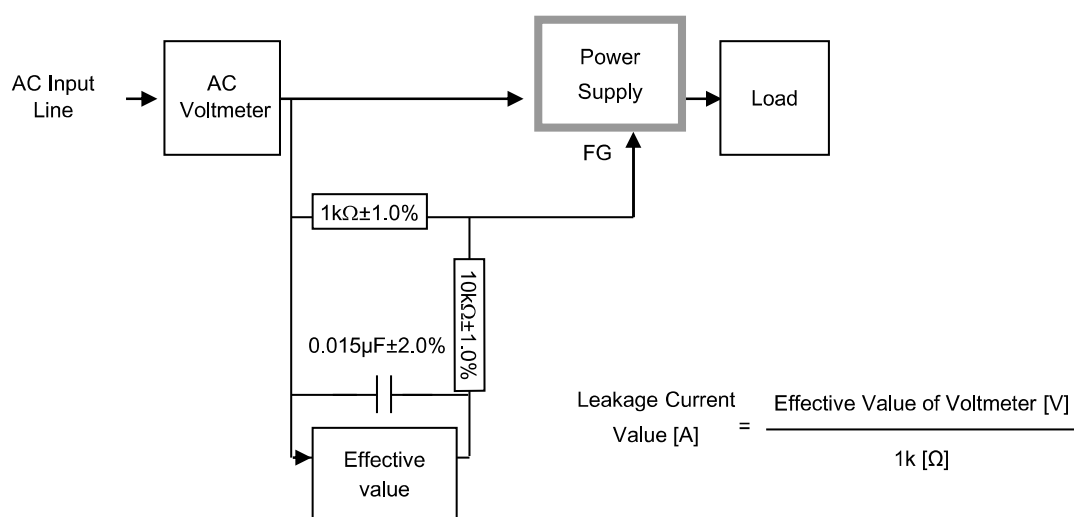 AC Input
Line
AC
Voltmeter
Power
Supply
Load
FG
1kΩ±1.0%
10kΩ±1.0%
0.015µF±2.0%
Effective
value
Leakage Current
Value [A]
=
Effective Value of Voltmeter [V]
1k [Ω]